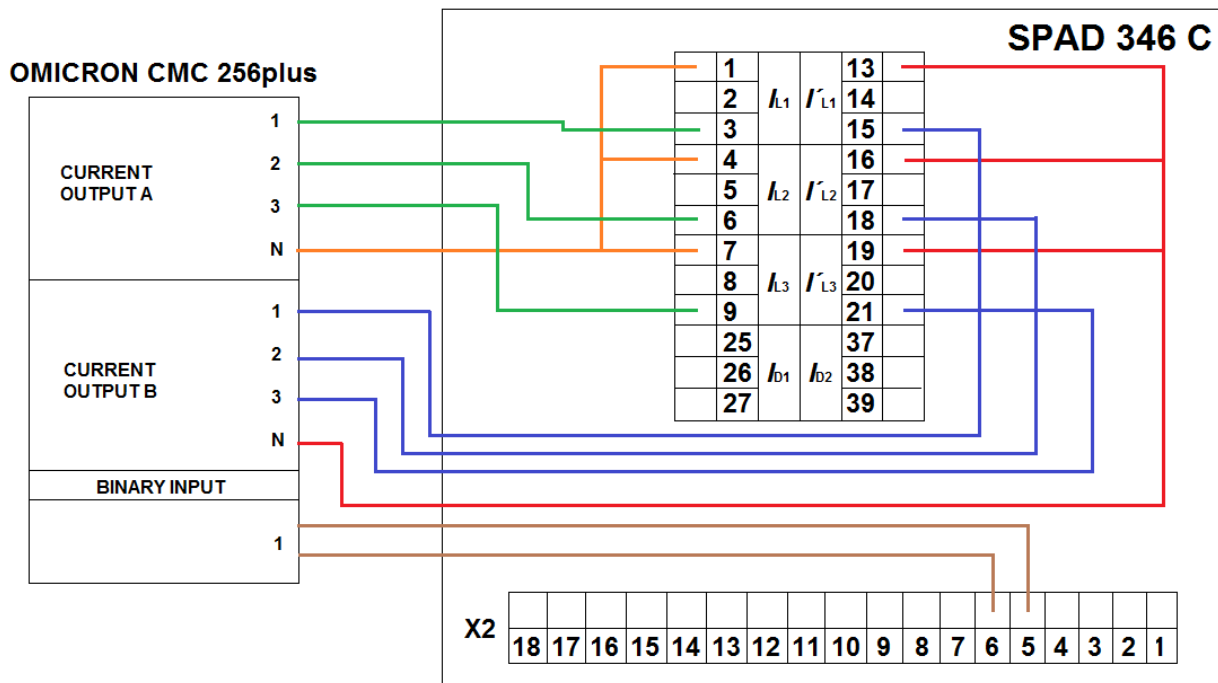 SPAD 346 C
OMICRON CMC 256plus
CURRENT
OUTPUT A
1
2
3
N
CURRENT
OUTPUT B
1
2
3
N
BINARY INPUT
1
1 IL1 I´L1 13
2 14
3 15
4 IL2 I´L2 16
5 17
6 18
7 IL3 I´L3 19
8 20
9 21
25 ID1 ID2 37
26 38
27 39
X2
18 17 16 15 14 13 12 11 10 9 8 7 6 5 4 3 2 1